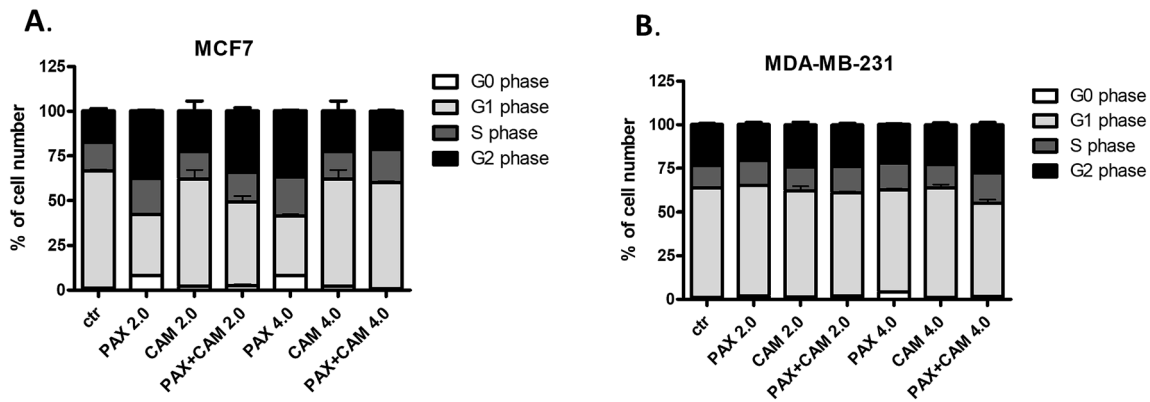 A.
MCF7
125
100
75
50
25
0
% of cell number
ctr
PAX 2.0
CAM 2.0
PAX+CAM 2.0
PAX 4.0
CAM 4.0
PAX+CAM 4.0
G0 phase
G1 phase
S phase
G2 phase
B.
MDA-MB-231
125
100
75
50
25
0
% of cell number
ctr
PAX 2.0
CAM 2.0
PAX+CAM 2.0
PAX 4.0
CAM 4.0
PAX+CAM 4.0
G0 phase
G1 phase
S phase
G2 phase